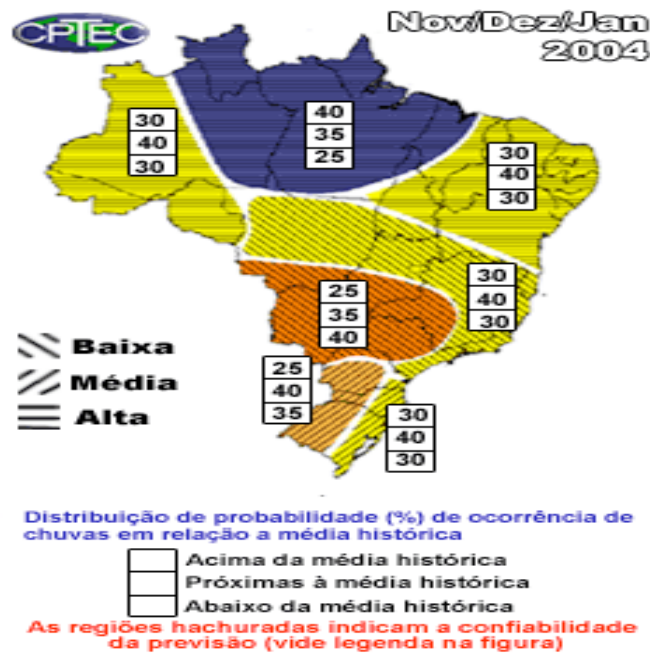 CPTEC
Nov/Dez/Jan
2004
30
40
30
40
35
25
30
40
30
30
40
30
25
35
40
25
40
35
30
40
30
Baixa
Média
Alta
Distribuição de probabilidade (%) de ocorrência de
chuvas em relação a média histórica
Acima da média histórica
Próximas à média histórica
Abaixo da média histórica
As regiões hachuradas indicam a confiabilidade
da previsão (vide legenda na figura)